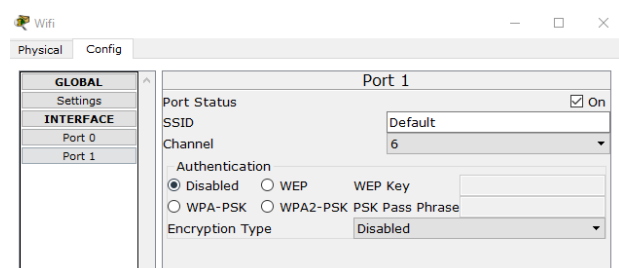 Wifi
Physical Config
GLOBAL
Settings
INTERFACE
Port 0
Port 1
Port 1
Port Status On
SSID Default
Channel 6
Authentication
Disabled WEP WEP Key
WPA-PSK WPA2-PSK PSK Pass Phrase
Encryption Type Disabled